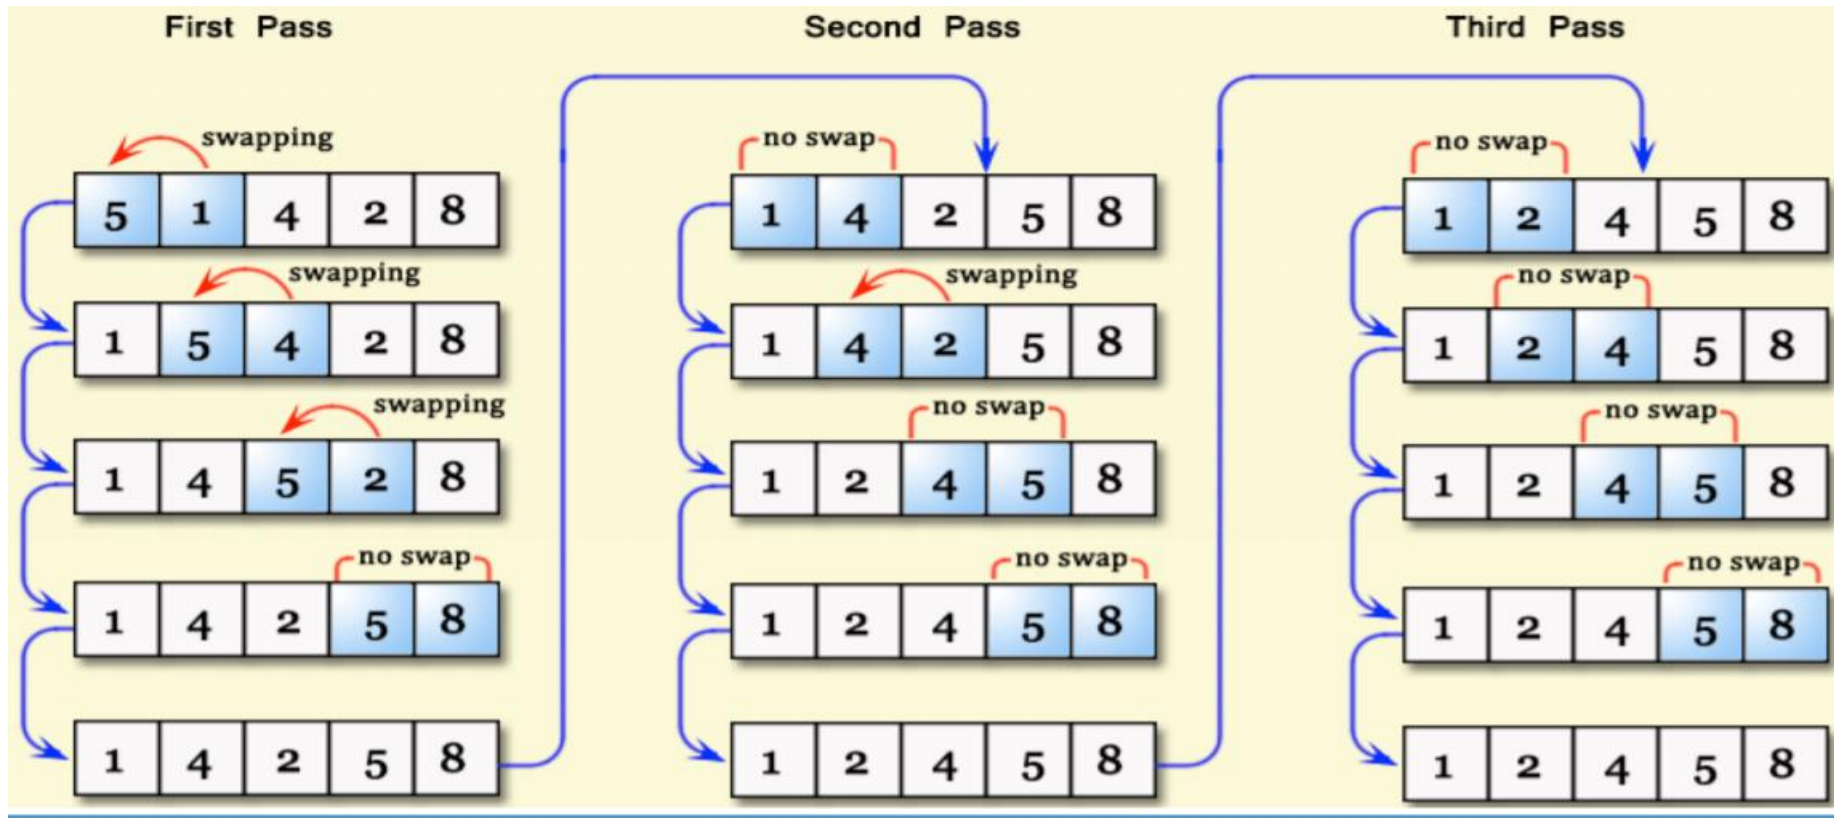 First Pass
swapping
5 1 4 2 8
swapping
1 5 4 2 8
swapping
1 4 5 2 8
no swap
1 4 2 5 8
1 4 2 5 8
Second Pass
no swap
1 4 2 5 8
swapping
1 4 2 5 8
no swap
1 2 4 5 8
no swap
1 2 4 5 8
1 2 4 5 8
Third Pass
no swap
1 2 4 5 8
no swap
1 2 4 5 8
no swap
1 2 4 5 8
no swap
1 2 4 5 8
1 2 4 5 8